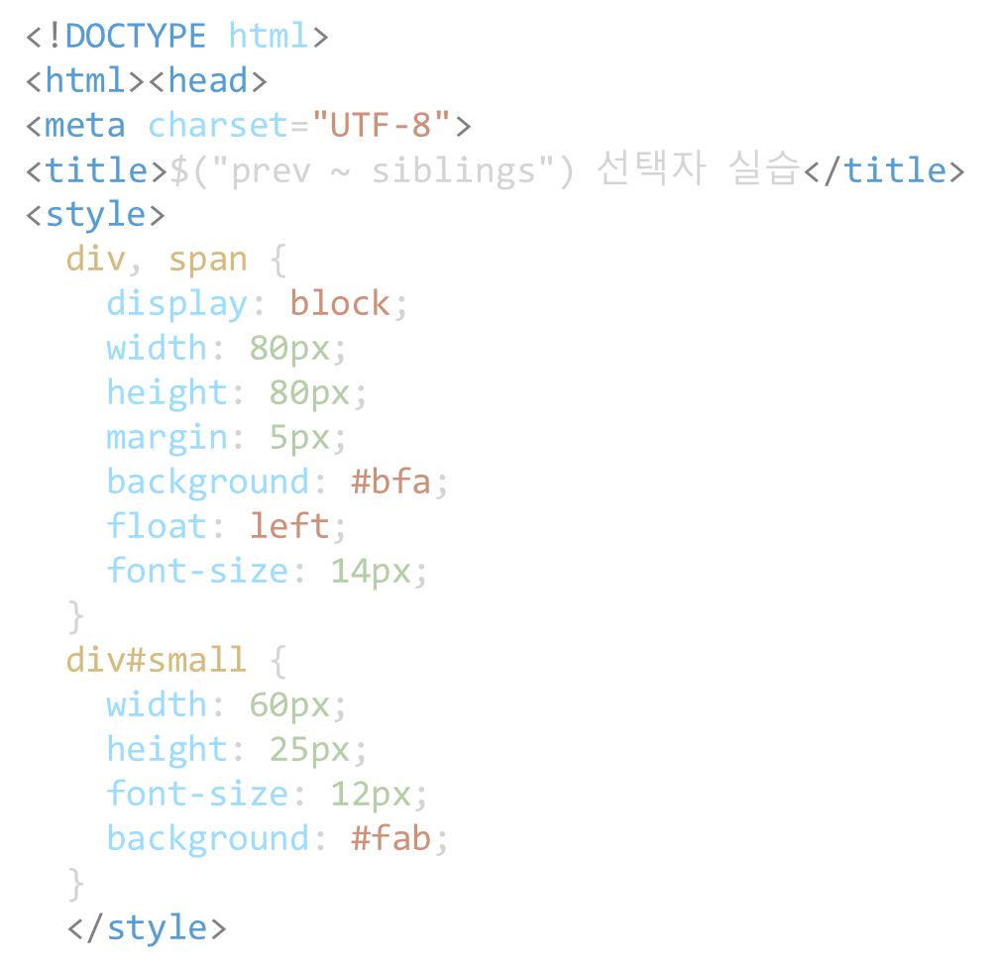 <!DOCTYPE html>
<html><head>
<meta charset="UTF-8">
<title>$("prev ~ siblings") 선택자 실습</title>
<style>
  div, span {
    display: block;
    width: 80px;
    height: 80px;
    margin: 5px;
    background: #bfa;
    float: left;
    font-size: 14px;
  }
  div#small {
    width: 60px;
    height: 25px;
    font-size: 12px;
    background: #fab;
  }
  </style>